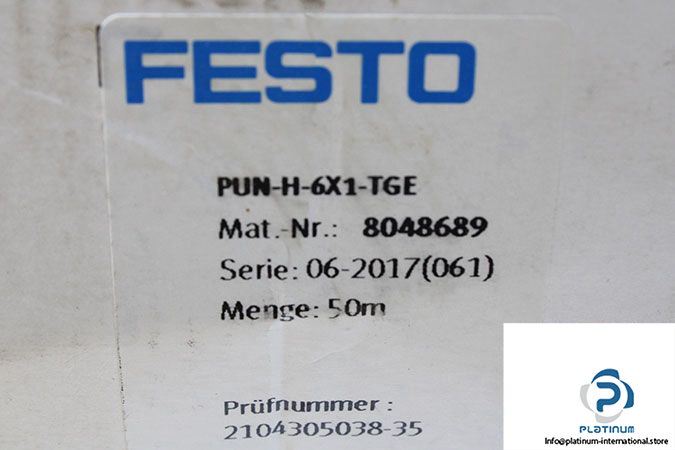 FESTO
PUN-H-6X1-TGE
Mat.-Nr.: 8048689
Serie: 06-2017(061)
Menge: 50m
Prüfnummer :
2104305038-35
PLATINUM
Info@platinum-international.store